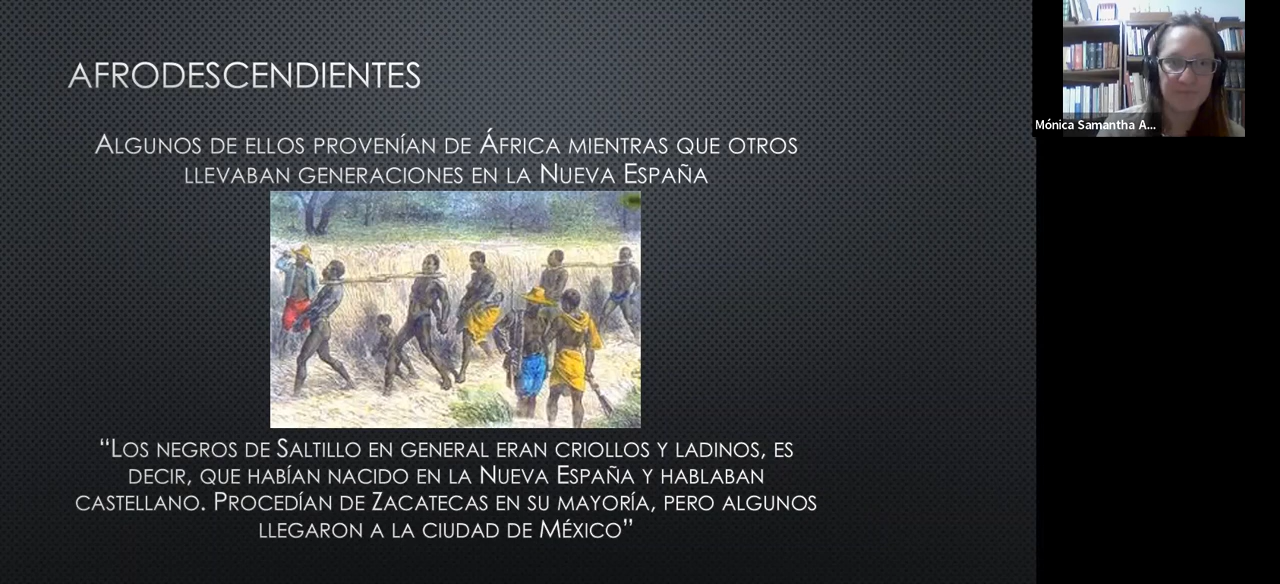 AFRODESCENDIENTES
ALGUNOS DE ELLOS PROVENÍAN DE ÁFRICA MIENTRAS QUE OTROS
LLEVABAN GENERACIONES EN LA NUEVA ESPAÑA
“LOS NEGROS DE SALTILLO EN GENERAL ERAN CRIOLLOS Y LADINOS, ES
DECIR, QUE HABÍAN NACIDO EN LA NUEVA ESPAÑA Y HABLABAN
CASTELLANO. PROCEDÍAN DE ZACATECAS EN SU MAYORÍA, PERO ALGUNOS
LLEGARON A LA CIUDAD DE MÉXICO”
Mónica Samantha A...